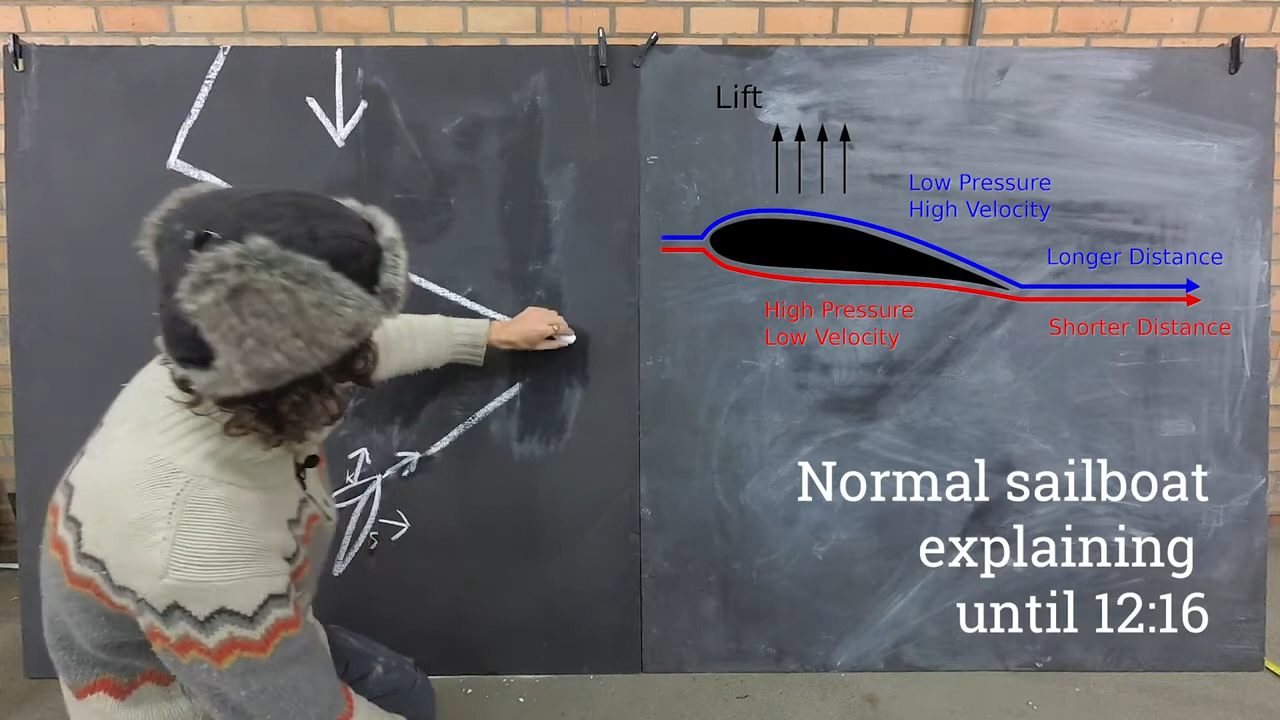 Lift
Low Pressure
High Velocity
Longer Distance
High Pressure
Low Velocity
Shorter Distance
Normal sailboat
explaining
until 12:16
S